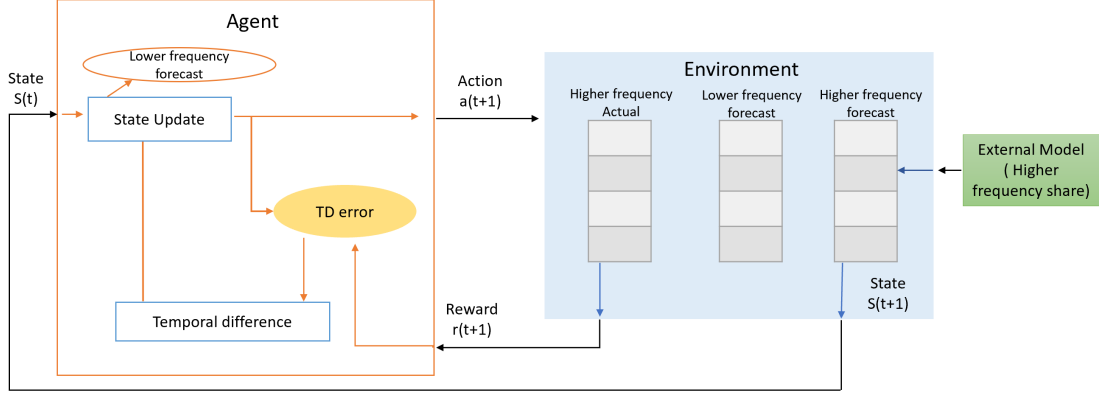 Agent
Lower frequency
forecast
State
S(t)
State Update
TD error
Temporal difference
Action
a(t+1)
Reward
r(t+1)
Environment
Higher frequency
Actual
Lower frequency
forecast
Higher frequency
forecast
State
S(t+1)
External Model
( Higher
frequency share)